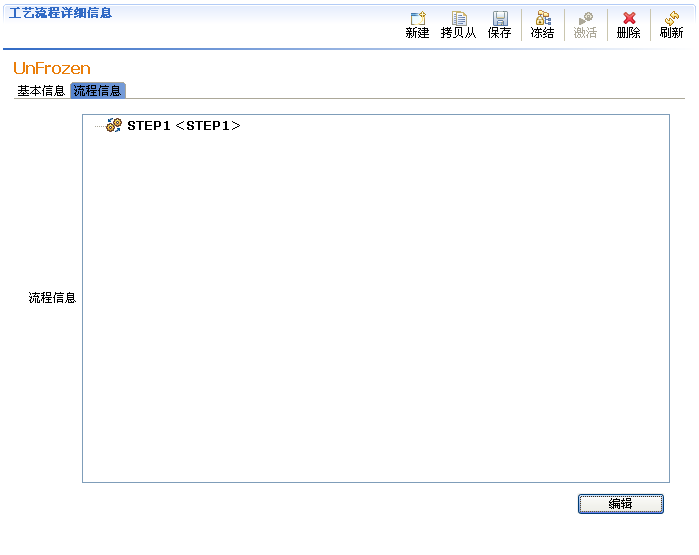 工艺流程详细信息
新建 拷贝从 保存 冻结 激活 删除 刷新
UnFrozen
基本信息 流程信息
STEP1 <STEP1>
流程信息
编辑